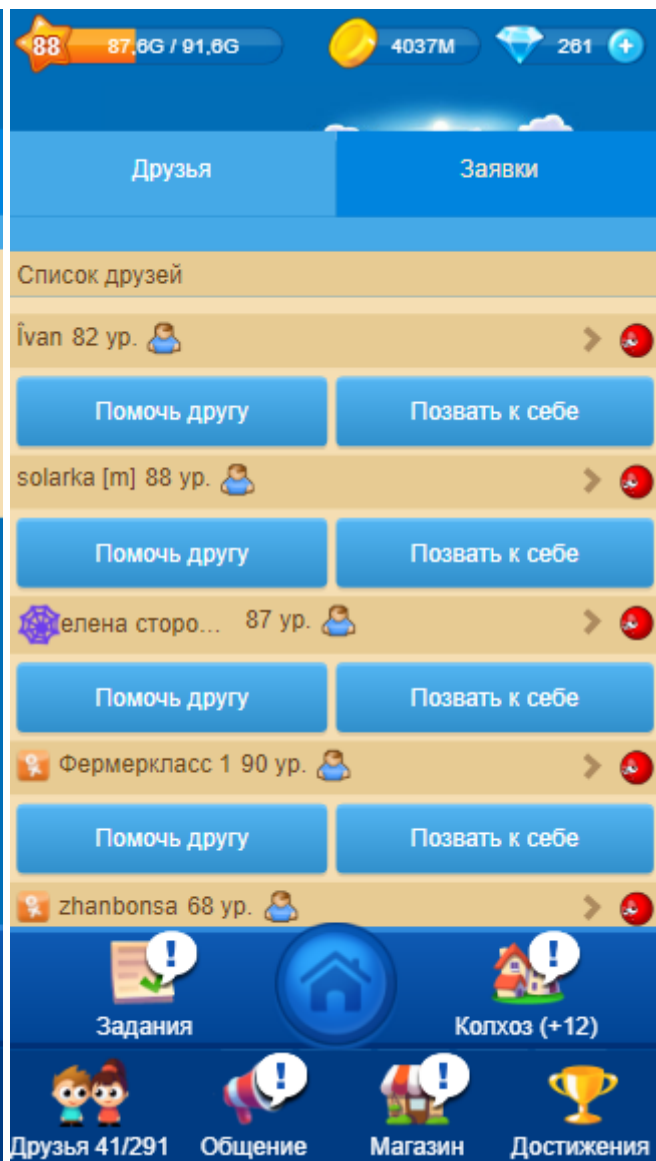 88 87,6G / 91,6G 4037M 261
Друзья Заявки
Список друзей
Îvan 82 ур.
Помочь другу Позвать к себе
solarka [m] 88 ур.
Помочь другу Позвать к себе
елена сторо... 87 ур.
Помочь другу Позвать к себе
Фермеркласс 1 90 ур.
Помочь другу Позвать к себе
zhanbonsa 68 ур.
Задания Колхоз (+12)
Друзья 41/291 Общение Магазин Достижения